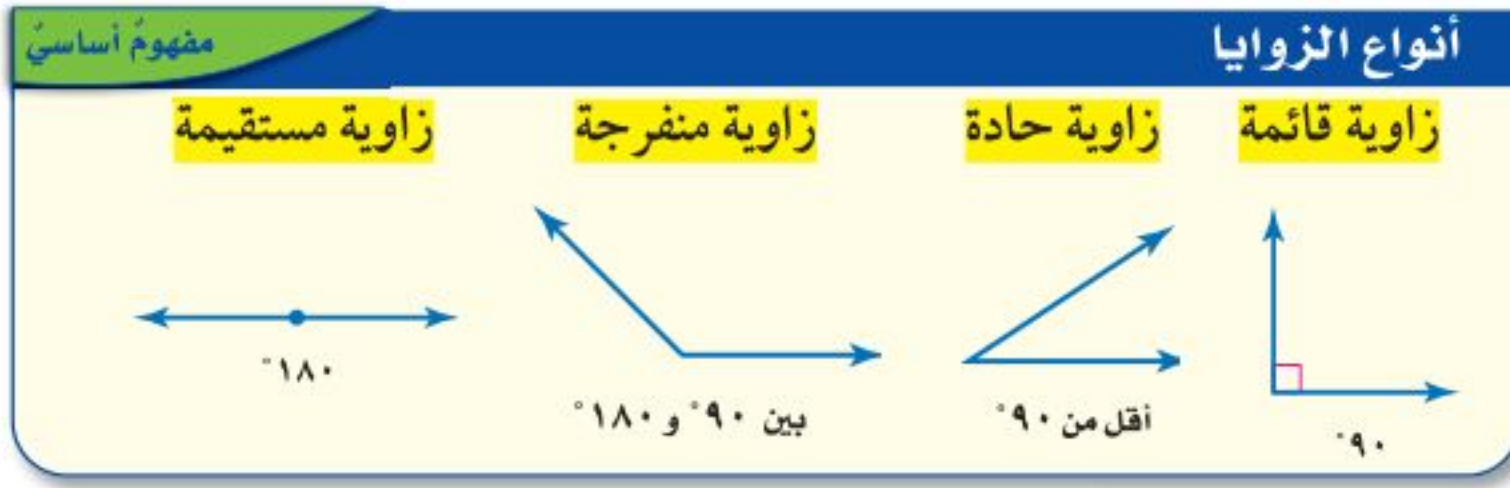 أنواع الزوايا
مفهومٌ أساسيٌ
زاوية قائمة
زاوية حادة
زاوية منفرجة
زاوية مستقيمة
٩٠°
أقل من ٩٠°
بين ٩٠° و ١٨٠°
١٨٠°